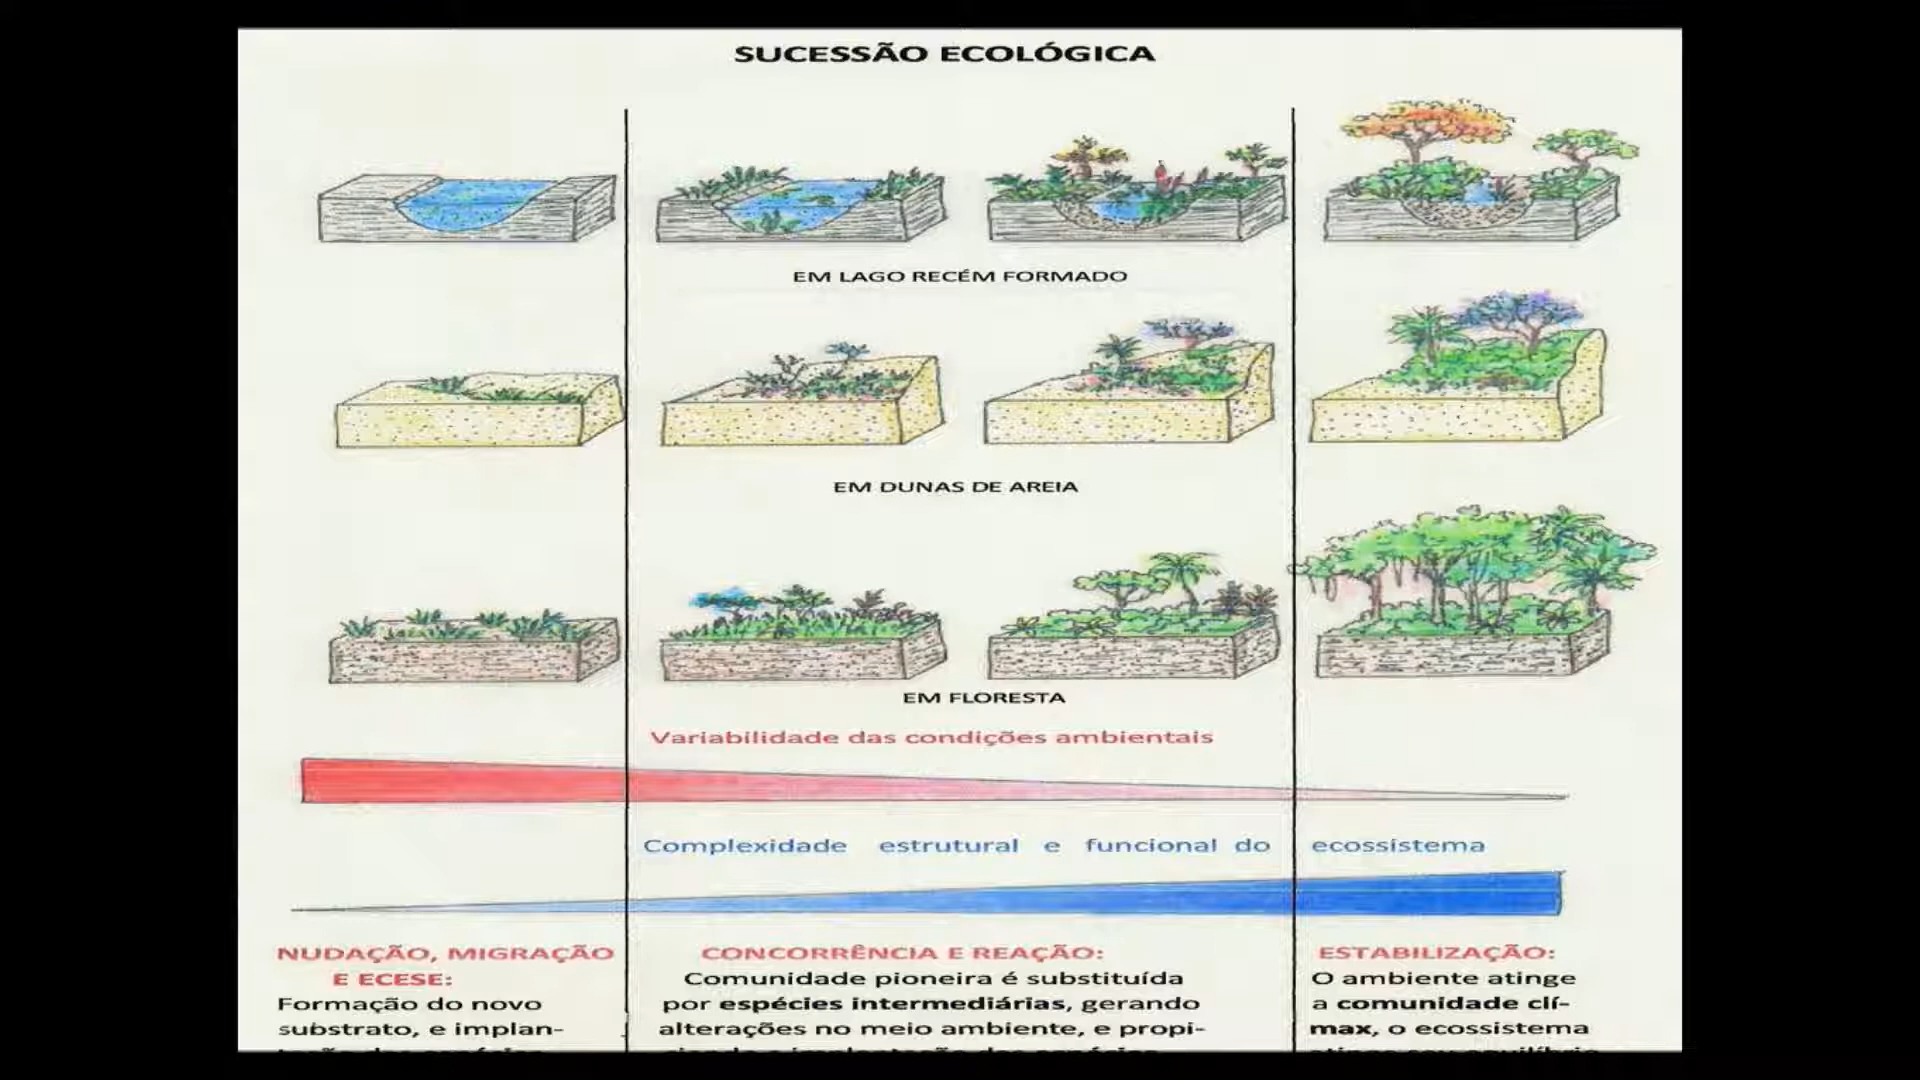 SUCESSÃO ECOLÓGICA
EM LAGO RECÉM FORMADO
EM DUNAS DE AREIA
EM FLORESTA
Variabilidade das condições ambientais
Complexidade estrutural e funcional do ecossistema
NUDAÇÃO, MIGRAÇÃO
E ECESE:
Formação do novo
substrato, e implan-
CONCORRÊNCIA E REAÇÃO:
Comunidade pioneira é substituída
por espécies intermediárias, gerando
alterações no meio ambiente, e propi-
ESTABILIZAÇÃO:
O ambiente atinge
a comunidade clí-
max, o ecossistema